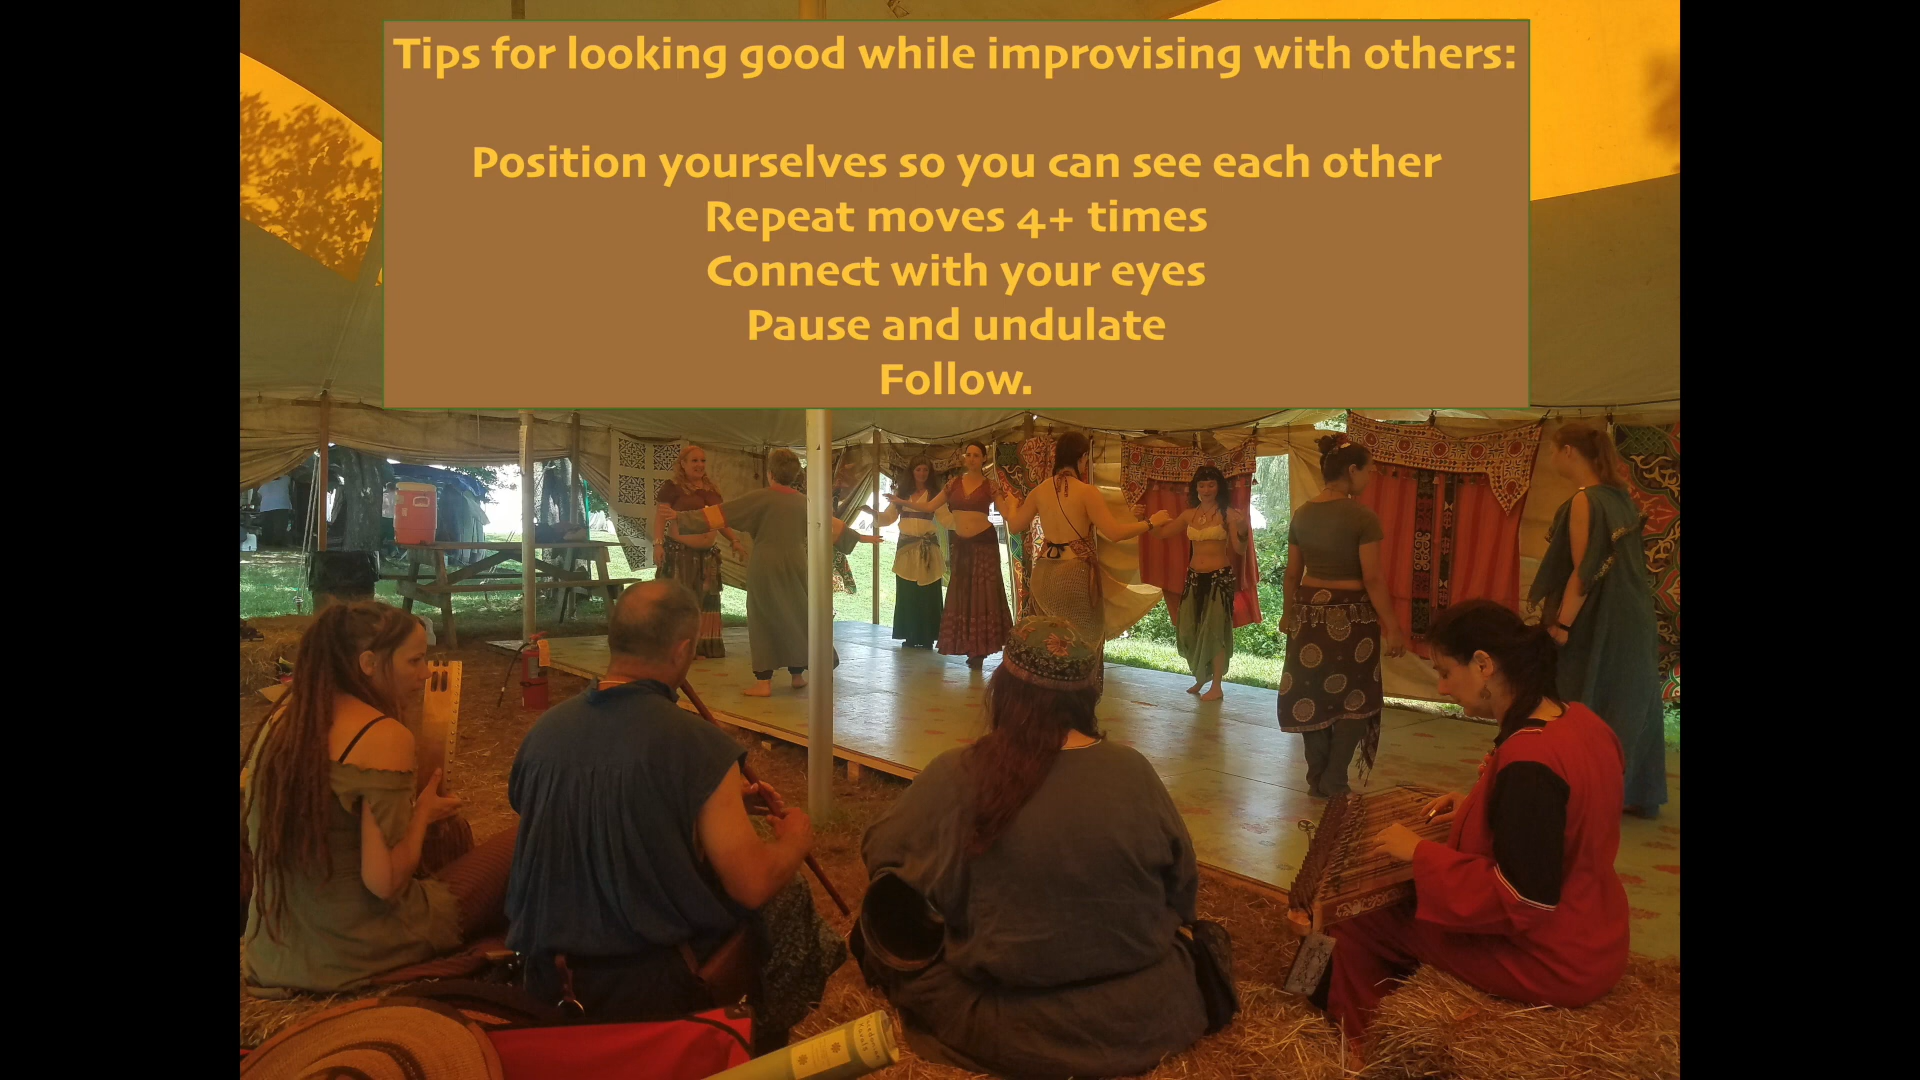 Tips for looking good while improvising with others:
Position yourselves so you can see each other
Repeat moves 4+ times
Connect with your eyes
Pause and undulate
Follow.